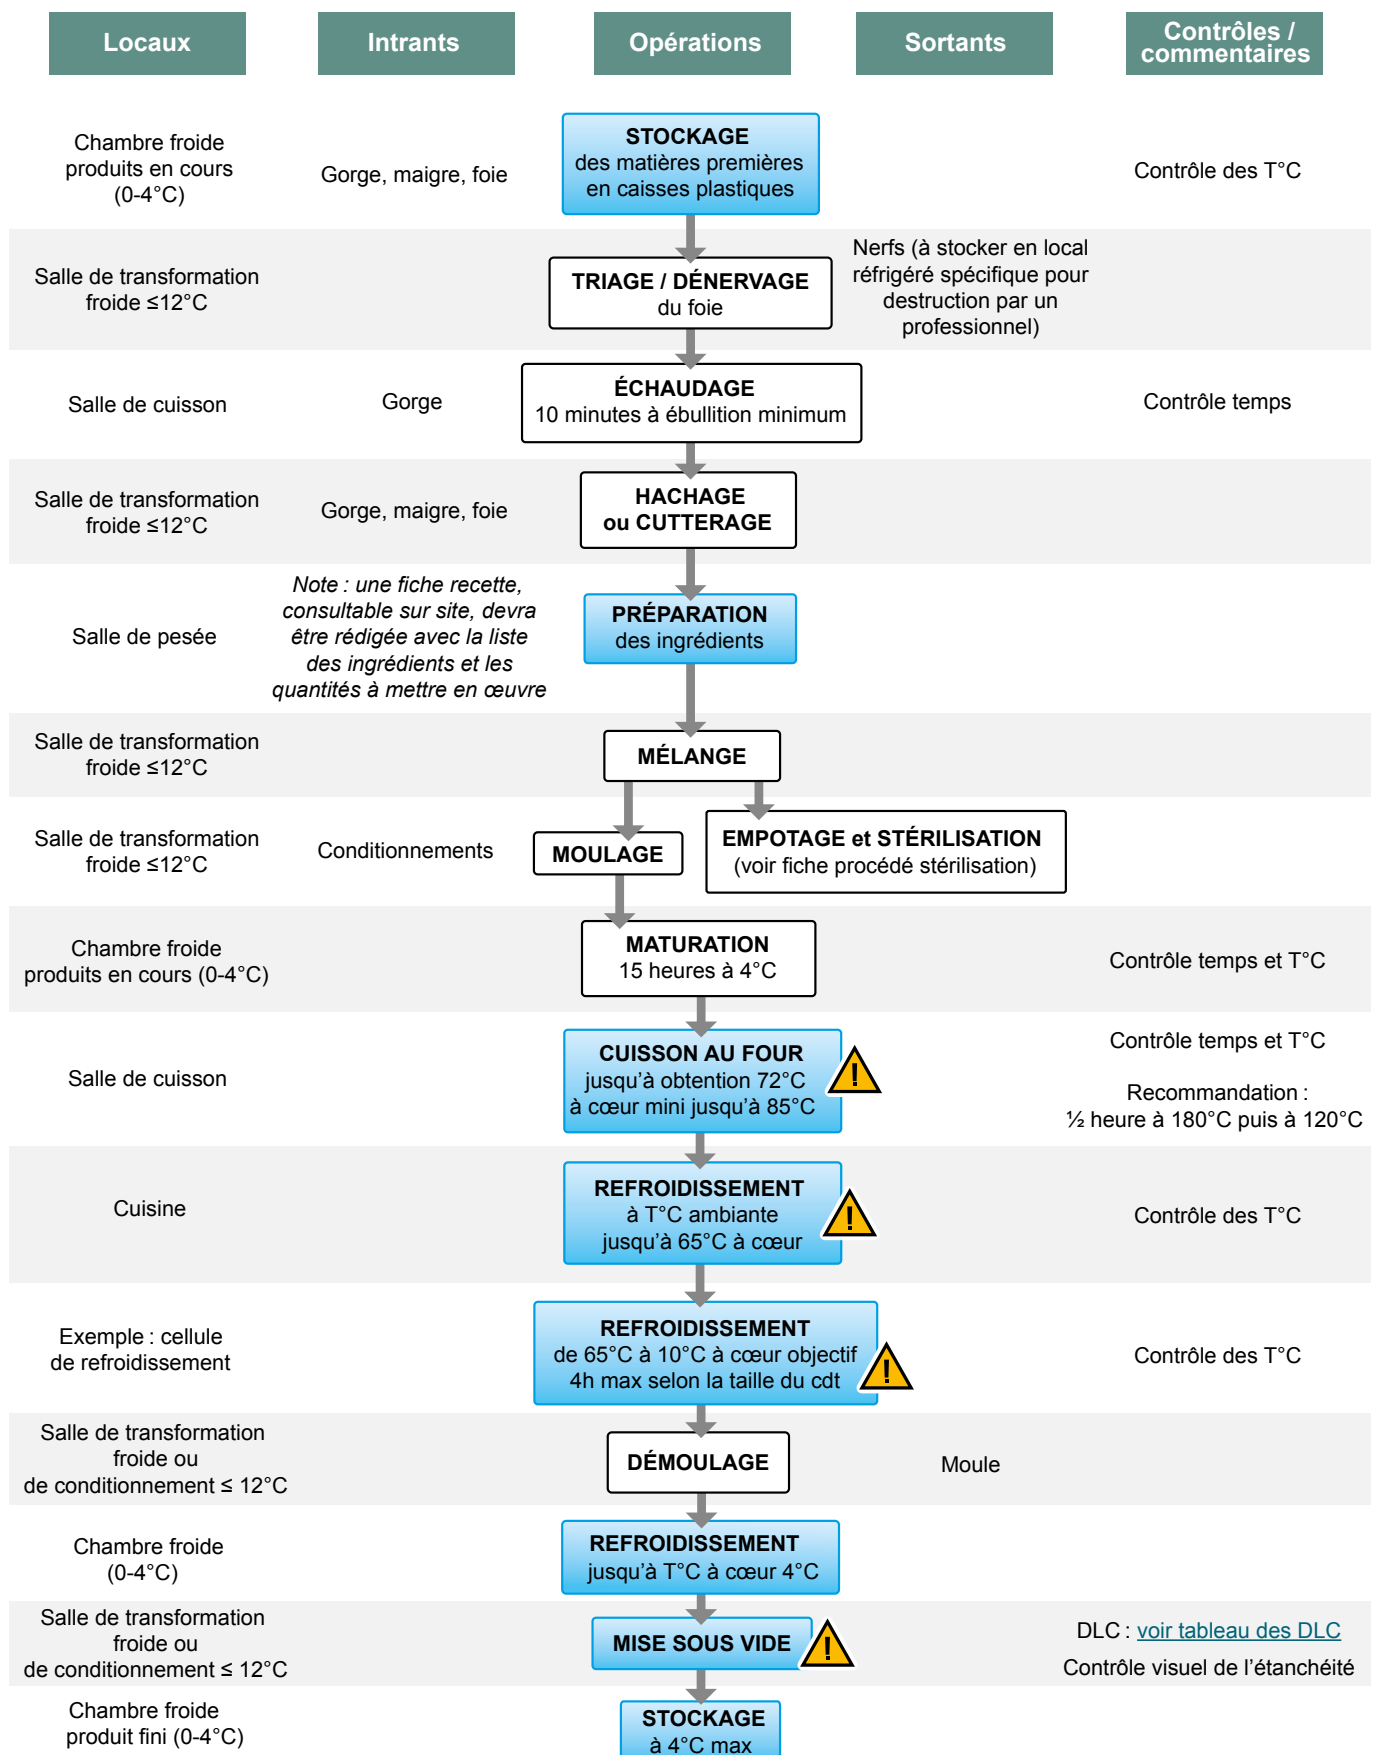 Locaux
Intrants
Opérations
Sortants
Contrôles /
commentaires
Chambre froide
produits en cours
(0-4°C)
Gorge, maigre, foie
STOCKAGE
des matières premières
en caisses plastiques
Contrôle des T°C
Salle de transformation
froide ≤12°C
TRIAGE / DÉNERVAGE
du foie
Nerfs (à stocker en local
réfrigéré spécifique pour
destruction par un
professionnel)
Salle de cuisson
Gorge
ÉCHAUDAGE
10 minutes à ébullition minimum
Contrôle temps
Salle de transformation
froide ≤12°C
Gorge, maigre, foie
HACHAGE
ou CUTTERAGE
Salle de pesée
Note : une fiche recette,
consultable sur site, devra
être rédigée avec la liste
des ingrédients et les
quantités à mettre en œuvre
PRÉPARATION
des ingrédients
Salle de transformation
froide ≤12°C
MÉLANGE
Salle de transformation
froide ≤12°C
Conditionnements
MOULAGE
EMPOTAGE et STÉRILISATION
(voir fiche procédé stérilisation)
Chambre froide
produits en cours (0-4°C)
MATURATION
15 heures à 4°C
Contrôle temps et T°C
Salle de cuisson
CUISSON AU FOUR
jusqu'à obtention 72°C
à cœur mini jusqu'à 85°C
!
Contrôle temps et T°C
Recommandation :
½ heure à 180°C puis à 120°C
Cuisine
REFROIDISSEMENT
à T°C ambiante
jusqu'à 65°C à cœur
!
Contrôle des T°C
Exemple : cellule
de refroidissement
REFROIDISSEMENT
de 65°C à 10°C à cœur objectif
4h max selon la taille du cdt
!
Contrôle des T°C
Salle de transformation
froide ou
de conditionnement ≤ 12°C
DÉMOULAGE
Moule
Chambre froide
(0-4°C)
REFROIDISSEMENT
jusqu'à T°C à cœur 4°C
Salle de transformation
froide ou
de conditionnement ≤ 12°C
MISE SOUS VIDE
!
DLC : voir tableau des DLC
Contrôle visuel de l'étanchéité
Chambre froide
produit fini (0-4°C)
STOCKAGE
à 4°C max